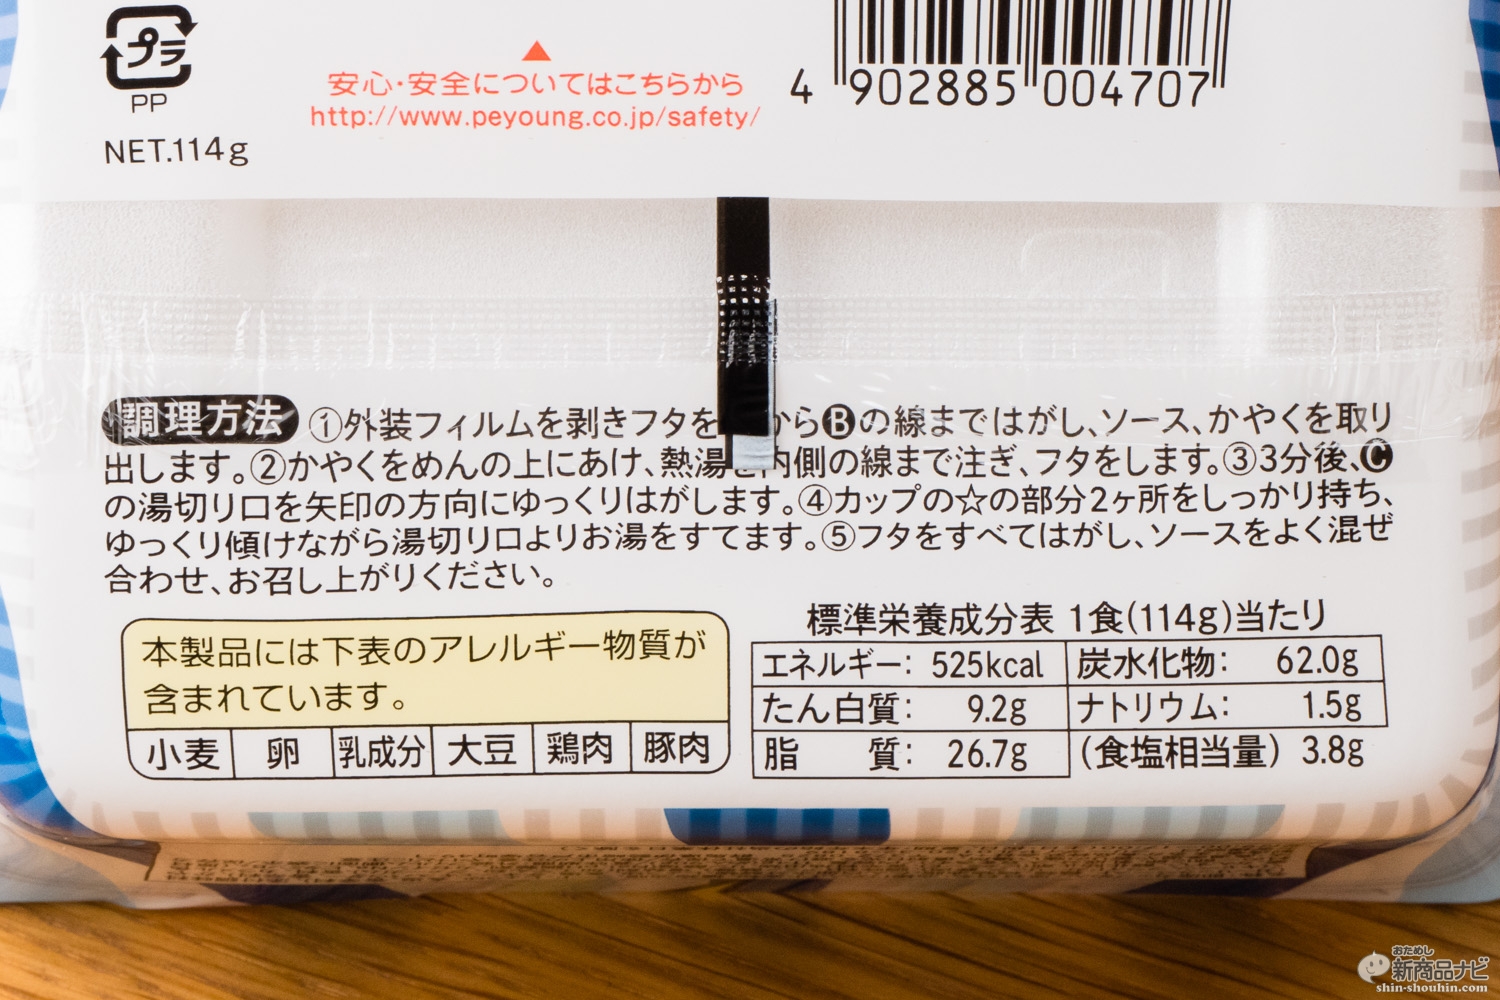 プラ
PP
NET.114g
安心・安全についてはこちらから
http://www.peyoung.co.jp/safety/
4 902885 004707
調理方法 ①外装フィルムを剥きフタを から🅑の線まではがし、ソース、かやくを取り
出します。②かやくをめんの上にあけ、熱湯を内側の線まで注ぎ、フタをします。③3分後、🅒
の湯切り口を矢印の方向にゆっくりはがします。④カップの☆の部分2ヶ所をしっかり持ち、
ゆっくり傾けながら湯切り口よりお湯をすてます。⑤フタをすべてはがし、ソースをよく混ぜ
合わせ、お召し上がりください。
本製品には下表のアレルギー物質が
含まれています。
小麦 卵 乳成分 大豆 鶏肉 豚肉
標準栄養成分表 1食(114g)当たり
エネルギー: 525kcal 炭水化物: 62.0g
たん白質: 9.2g ナトリウム: 1.5g
脂 質: 26.7g (食塩相当量) 3.8g
おためし
新商品ナビ
shin-shouhin.com